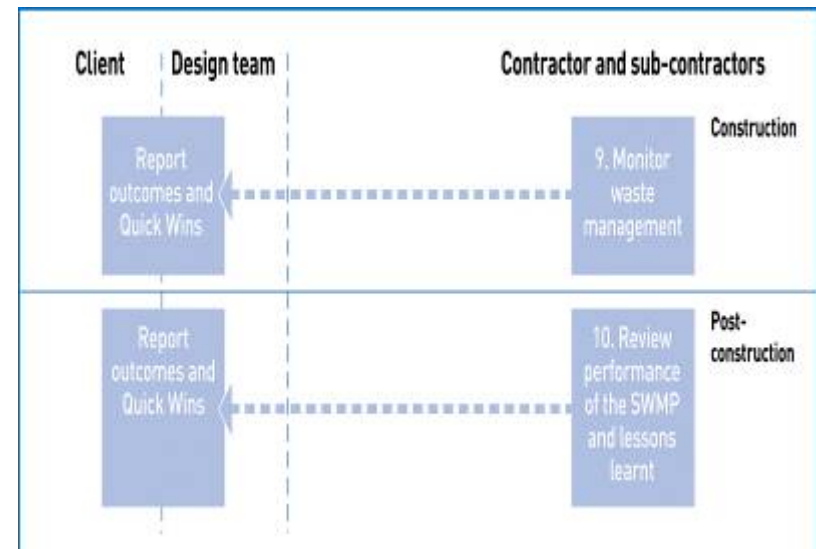 Client
Design team
Contractor and sub-contractors
Construction
Report
outcomes and
Quick Wins
9. Monitor
waste
management
Post-
construction
Report
outcomes and
Quick Wins
10. Review
performance
of the SWMP
and lessons
learnt